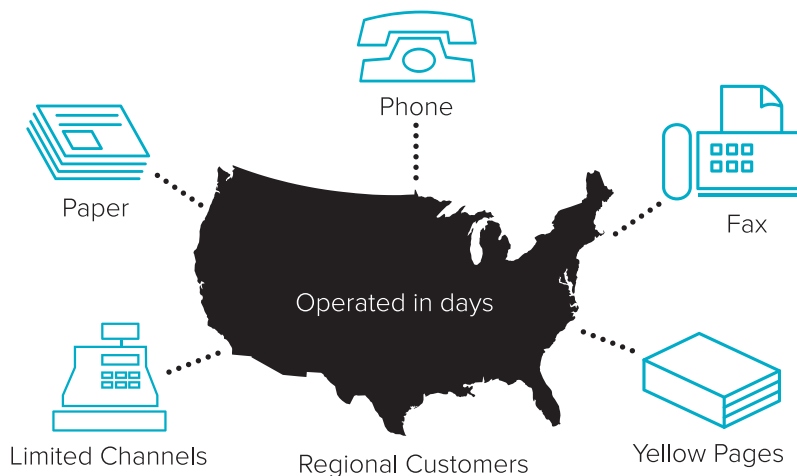 Phone
Paper
Fax
Operated in days
Limited Channels
Regional Customers
Yellow Pages